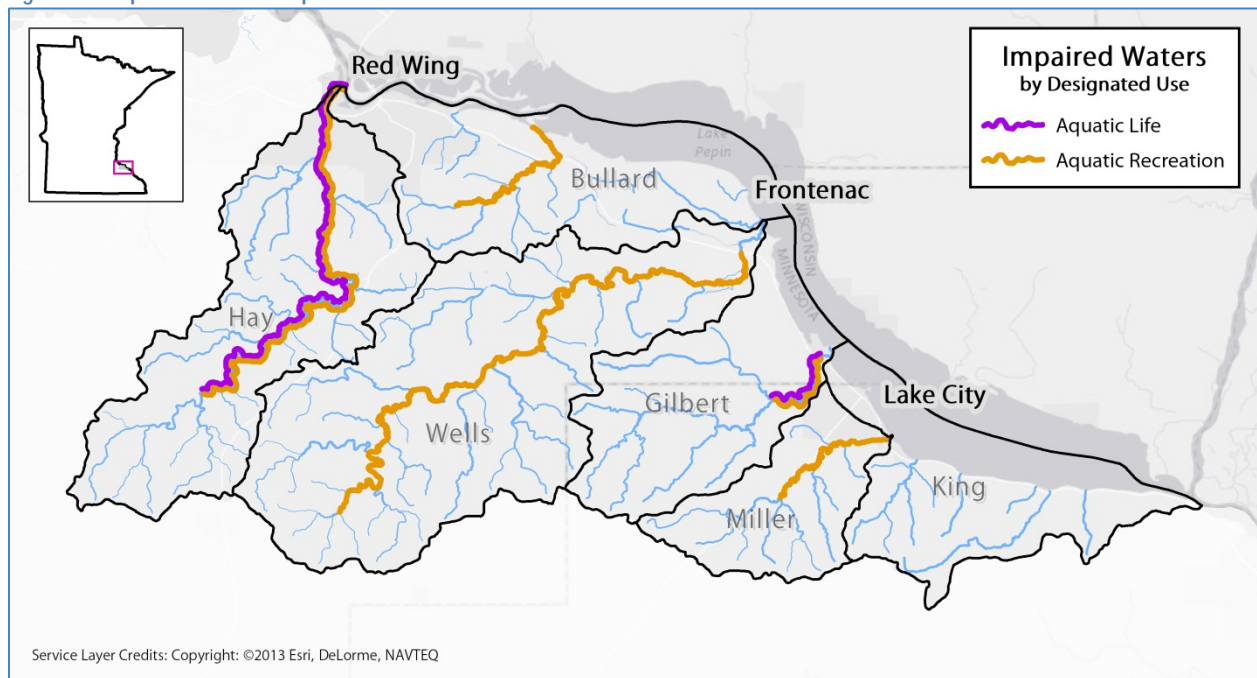 Red Wing
Impaired Waters
by Designated Use
Aquatic Life
Aquatic Recreation
Lake
Pepin
Bullard
Frontenac
WISCONSIN
MINNESOTA
Hay
Lake City
Gilbert
Wells
King
Miller
Service Layer Credits: Copyright: ©2013 Esri, DeLorme, NAVTEQ